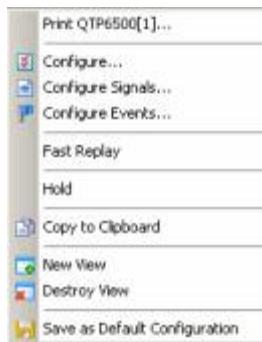 Print QTP6500[1]...
Configure...
Configure Signals...
Configure Events...
Fast Replay
Hold
Copy to Clipboard
New View
Destroy View
Save as Default Configuration